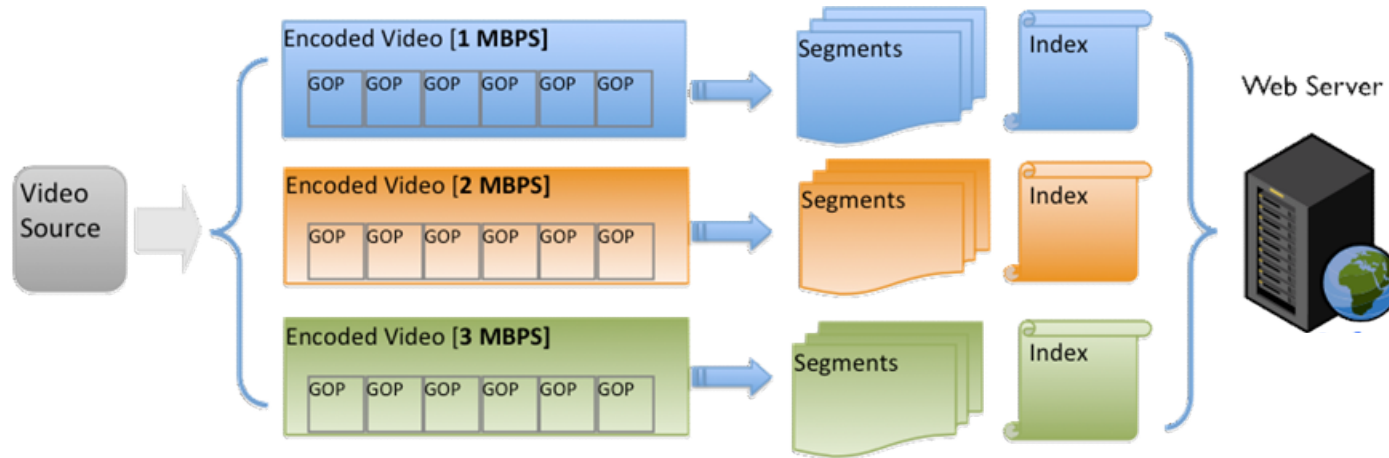 Encoded Video [1 MBPS]
GOP GOP GOP GOP GOP GOP
Segments
Index
Web Server
Video
Source
Encoded Video [2 MBPS]
GOP GOP GOP GOP GOP GOP
Segments
Index
Encoded Video [3 MBPS]
GOP GOP GOP GOP GOP GOP
Segments
Index